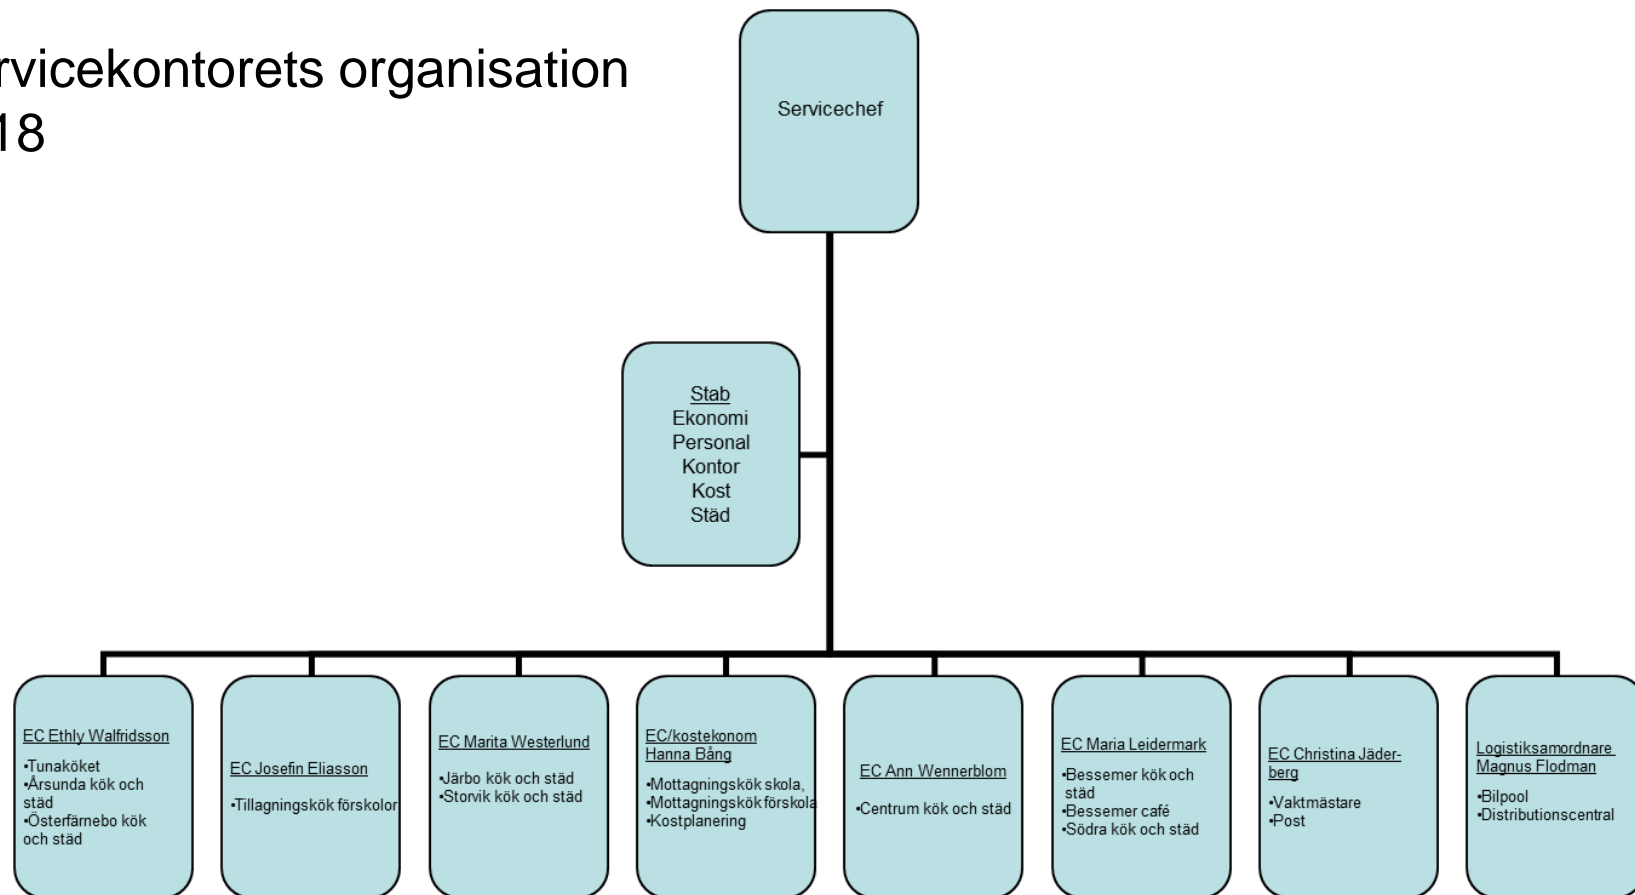 rvicekontorets organisation
18
Servicechef
Stab
Ekonomi
Personal
Kontor
Kost
Städ
EC Ethly Walfridsson
•Tunaköket
•Årsunda kök och
städ
•Österfärnebo kök
och städ
EC Josefin Eliasson
•Tillagningskök förskolor
EC Marita Westerlund
•Järbo kök och städ
•Storvik kök och städ
EC/kostekonom
Hanna Bång
•Mottagningskök skola,
•Mottagningskök förskola
•Kostplanering
EC Ann Wennerblom
•Centrum kök och städ
EC Maria Leidermark
•Bessemer kök och
städ
•Bessemer café
•Södra kök och städ
EC Christina Jäder-
berg
•Vaktmästare
•Post
Logistiksamordnare
Magnus Flodman
•Bilpool
•Distributionscentral